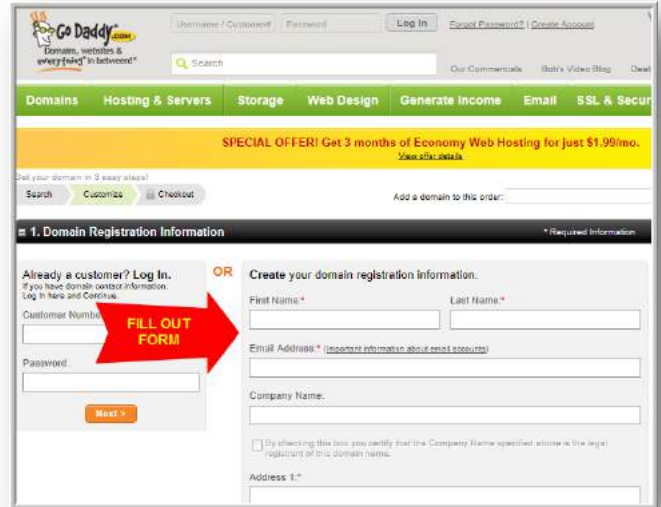 Go Daddy.com
Domains, websites &
everything* in between!™
Username / Customer# Password Log In Forgot Password? | Create Account
Search
Our Commercials Bob's Video Blog Deal
Domains Hosting & Servers Storage Web Design Generate Income Email SSL & Secur
SPECIAL OFFER! Get 3 months of Economy Web Hosting for just $1.99/mo.
View offer details
Get your domain in 3 easy steps!
Search Customize Checkout
Add a domain to this order:
1. Domain Registration Information
* Required Information
Already a customer? Log In.
If you have domain contact information,
Log In here and Continue.
Customer Numb
Password
Next >
OR
FILL OUT
FORM
Create your domain registration information.
First Name:* Last Name:*
Email Address:* (Important information about email accounts)
Company Name:
By checking this box you certify that the Company Name specified above is the legal
registrant of this domain name.
Address 1:*